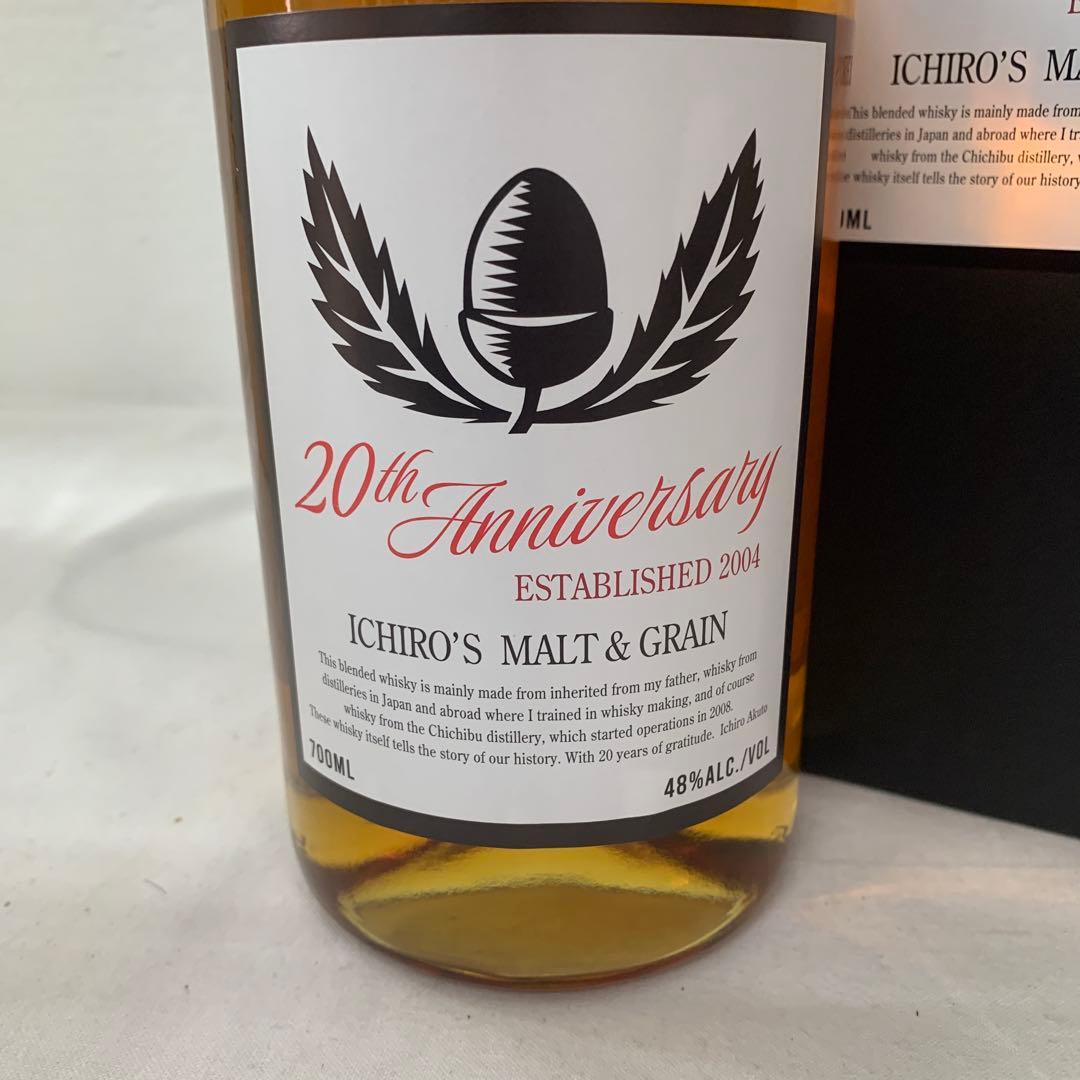 20th Anniversary
ESTABLISHED 2004
ICHIRO'S MALT & GRAIN
This blended whisky is mainly made from inherited from my father, whisky from
distilleries in Japan and abroad where I trained in whisky making, and of course
whisky from the Chichibu distillery, which started operations in 2008.
These whisky itself tells the story of our history. With 20 years of gratitude. Ichiro Akuto
700ML
48%ALC./VOL
ICHIRO'S MA
This blended whisky is mainly made from
distilleries in Japan and abroad where I tr
whisky from the Chichibu distillery,
whisky itself tells the story of our history
ML